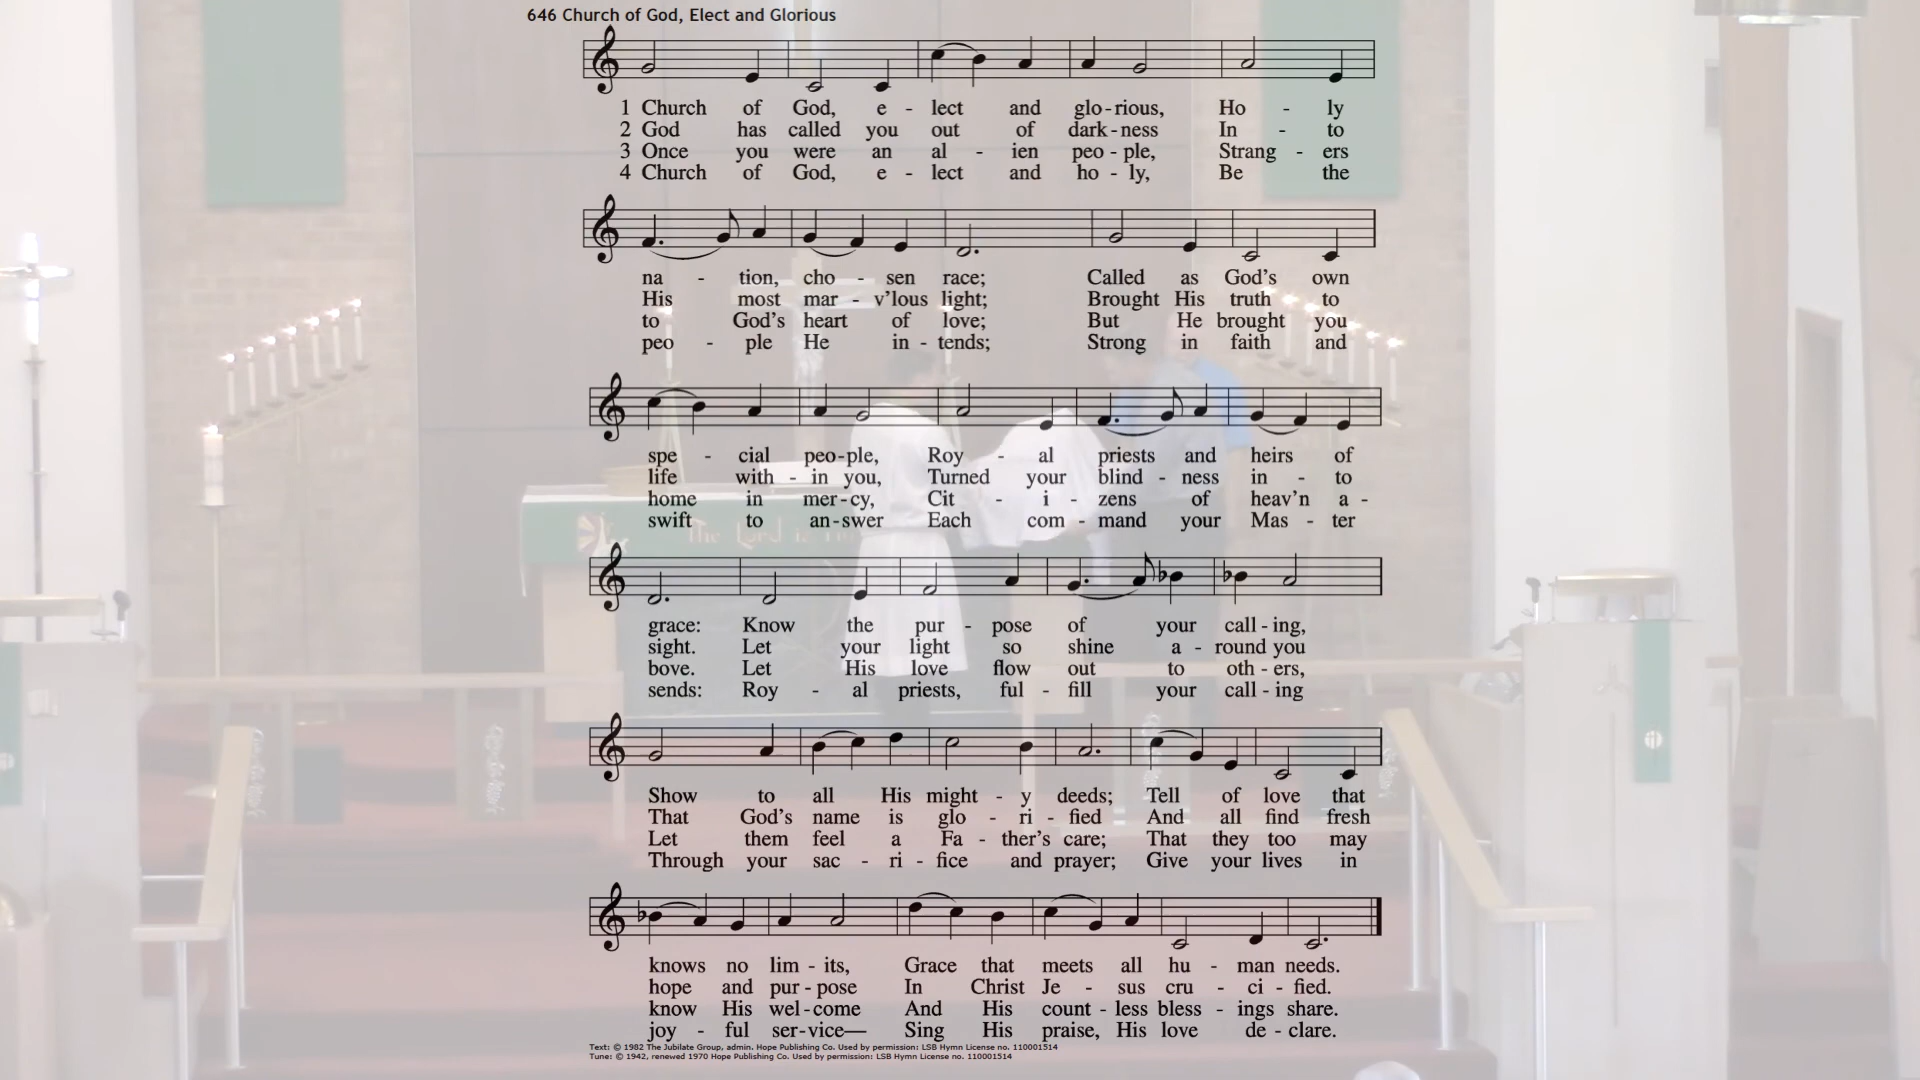 646 Church of God, Elect and Glorious
1 Church of God, e - lect and glo - rious, Ho - ly
2 God has called you out of dark - ness In - to
3 Once you were an al - ien peo - ple, Strang - ers
4 Church of God, e - lect and ho - ly, Be the
na - tion, cho - sen race; Called as God's own
His most mar - v'lous light; Brought His truth to
to God's heart of love; But He brought you
peo - ple He in - tends; Strong in faith and
spe - cial peo - ple, Roy - al priests and heirs of
life with - in you, Turned your blind - ness in - to
home in mer - cy, Cit - i - zens of heav'n a -
swift to an - swer Each com - mand your Mas - ter
The Lord is
grace: Know the pur - pose of your call - ing,
sight. Let your light so shine a - round you
bove. Let His love flow out to oth - ers,
sends: Roy - al priests, ful - fill your call - ing
Show to all His might - y deeds; Tell of love that
That God's name is glo - ri - fied And all find fresh
Let them feel a Fa - ther's care; That they too may
Through your sac - ri - fice and prayer; Give your lives in
knows no lim - its, Grace that meets all hu - man needs.
hope and pur - pose In Christ Je - sus cru - ci - fied.
know His wel - come And His count - less bless - ings share.
joy - ful ser - vice— Sing His praise, His love de - clare.
Text: © 1982 The Jubilate Group, admin. Hope Publishing Co. Used by permission: LSB Hymn License no. 110001514
Tune: © 1942, renewed 1970 Hope Publishing Co. Used by permission: LSB Hymn License no. 110001514